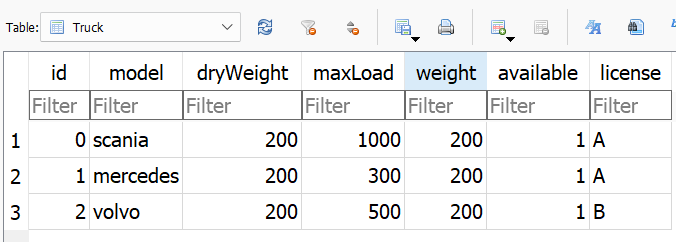 Table: Truck
id model dryWeight maxLoad weight available license
Filter Filter Filter Filter Filter Filter Filter
1 0 scania 200 1000 200 1 A
2 1 mercedes 200 300 200 1 A
3 2 volvo 200 500 200 1 B